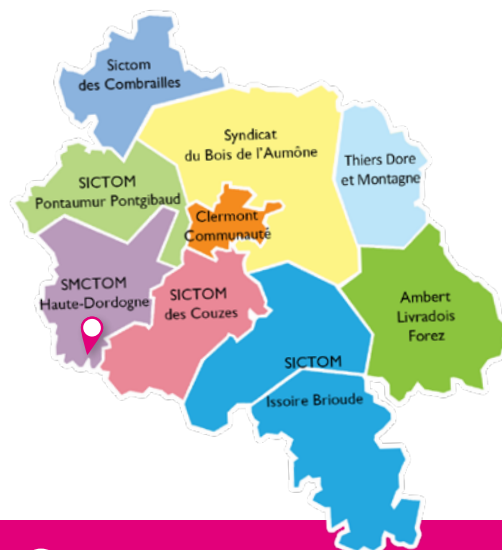 Sictom
des Combrailles
Syndicat
du Bois de l'Aumône
Thiers Dore
et Montagne
SICTOM
Pontaumur Pontgibaud
Clermont
Communauté
SMCTOM
Haute-Dordogne
SICTOM
des Couzes
Ambert
Livradois
Forez
SICTOM
Issoire Brioude